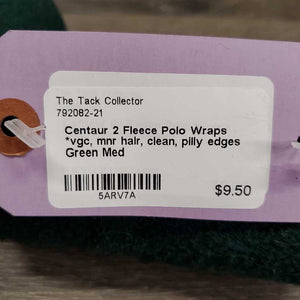 The Tack Collector
792082-21
Centaur 2 Fleece Polo Wraps
*vgc, mnr hair, clean, pilly edges
Green Med
5ARV7A
$9.50